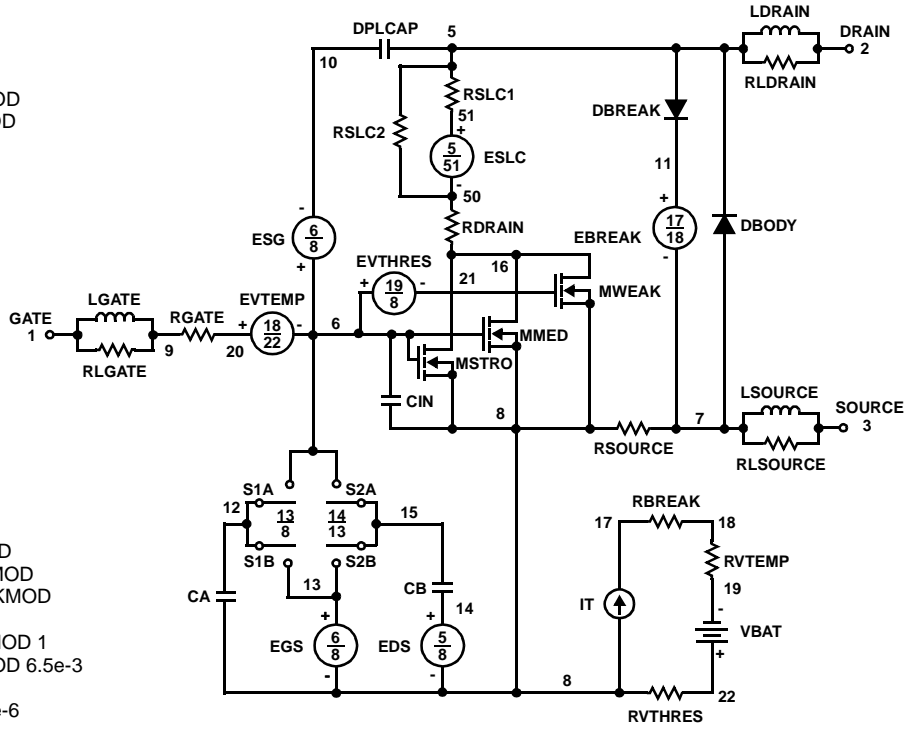 DPLCAP
5
LDRAIN
DRAIN
2
10
RLDRAIN
OD
OD
RSLC1
51
+
RSLC2
5
51
ESLC
-
50
DBREAK
11
-
ESG
6
8
+
RDRAIN
+
EBREAK
17
18
-
DBODY
EVTHRES
16
21
+
19
8
-
MWEAK
LGATE
GATE
1
RGATE
EVTEMP
+
18
22
-
6
9
20
RLGATE
MMED
MSTRO
CIN
8
LSOURCE
7
SOURCE
3
RSOURCE
RLSOURCE
S1A
S2A
12
13
8
14
13
15
S1B
S2B
13
CA
CB
14
+
EGS
6
8
-
+
EDS
5
8
-
RBREAK
17
18
RVTEMP
19
IT
-
VBAT
+
8
22
RVTHRES
D
MOD
KMOD
MOD 1
OD 6.5e-3
e-6